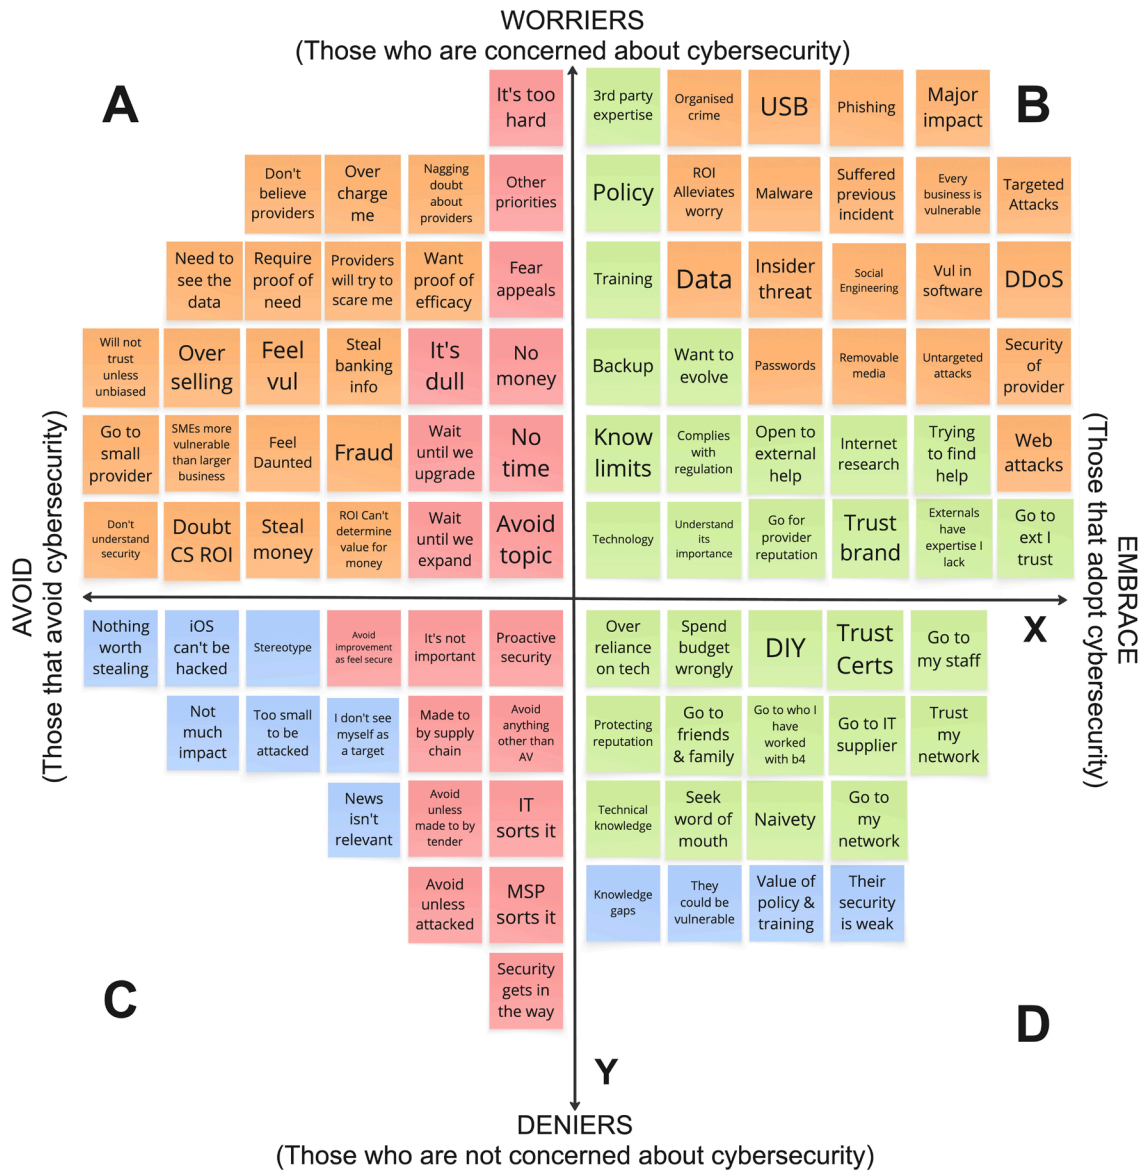 WORRIERS
(Those who are concerned about cybersecurity)
A
It's too
hard
Don't
believe
providers
Over
charge
me
Nagging
doubt
about
providers
Other
priorities
Need to
see the
data
Require
proof of
need
Providers
will try to
scare me
Want
proof of
efficacy
Fear
appeals
Will not
trust
unless
unbiased
Over
selling
Feel
vul
Steal
banking
info
It's
dull
No
money
Go to
small
provider
SMEs more
vulnerable
than larger
business
Feel
Daunted
Fraud
Wait
until we
upgrade
No
time
Don't
understand
security
Doubt
CS ROI
Steal
money
ROI Can't
determine
value for
money
Wait
until we
expand
Avoid
topic
B
3rd party
expertise
Organised
crime
USB
Phishing
Major
impact
Policy
ROI
Alleviates
worry
Malware
Suffered
previous
incident
Every
business is
vulnerable
Targeted
Attacks
Training
Data
Insider
threat
Social
Engineering
Vul in
software
DDoS
Backup
Want to
evolve
Passwords
Removable
media
Untargeted
attacks
Security
of
provider
Know
limits
Complies
with
regulation
Open to
external
help
Internet
research
Trying
to find
help
Web
attacks
Technology
Understand
its
importance
Go for
provider
reputation
Trust
brand
Externals
have
expertise I
lack
Go to
ext I
trust
AVOID
(Those that avoid cybersecurity)
EMBRACE
(Those that adopt cybersecurity)
X
Nothing
worth
stealing
iOS
can't be
hacked
Stereotype
Avoid
improvement
as feel secure
It's not
important
Proactive
security
Not
much
impact
Too small
to be
attacked
I don't see
myself as
a target
Made to
by supply
chain
Avoid
anything
other than
AV
News
isn't
relevant
Avoid
unless
made to by
tender
IT
sorts it
Avoid
unless
attacked
MSP
sorts it
Security
gets in
the way
C
Over
reliance
on tech
Spend
budget
wrongly
DIY
Trust
Certs
Go to
my staff
Protecting
reputation
Go to
friends
& family
Go to who I
have
worked
with b4
Go to IT
supplier
Trust
my
network
Technical
knowledge
Seek
word of
mouth
Naivety
Go to
my
network
Knowledge
gaps
They
could be
vulnerable
Value of
policy &
training
Their
security
is weak
D
Y
DENIERS
(Those who are not concerned about cybersecurity)